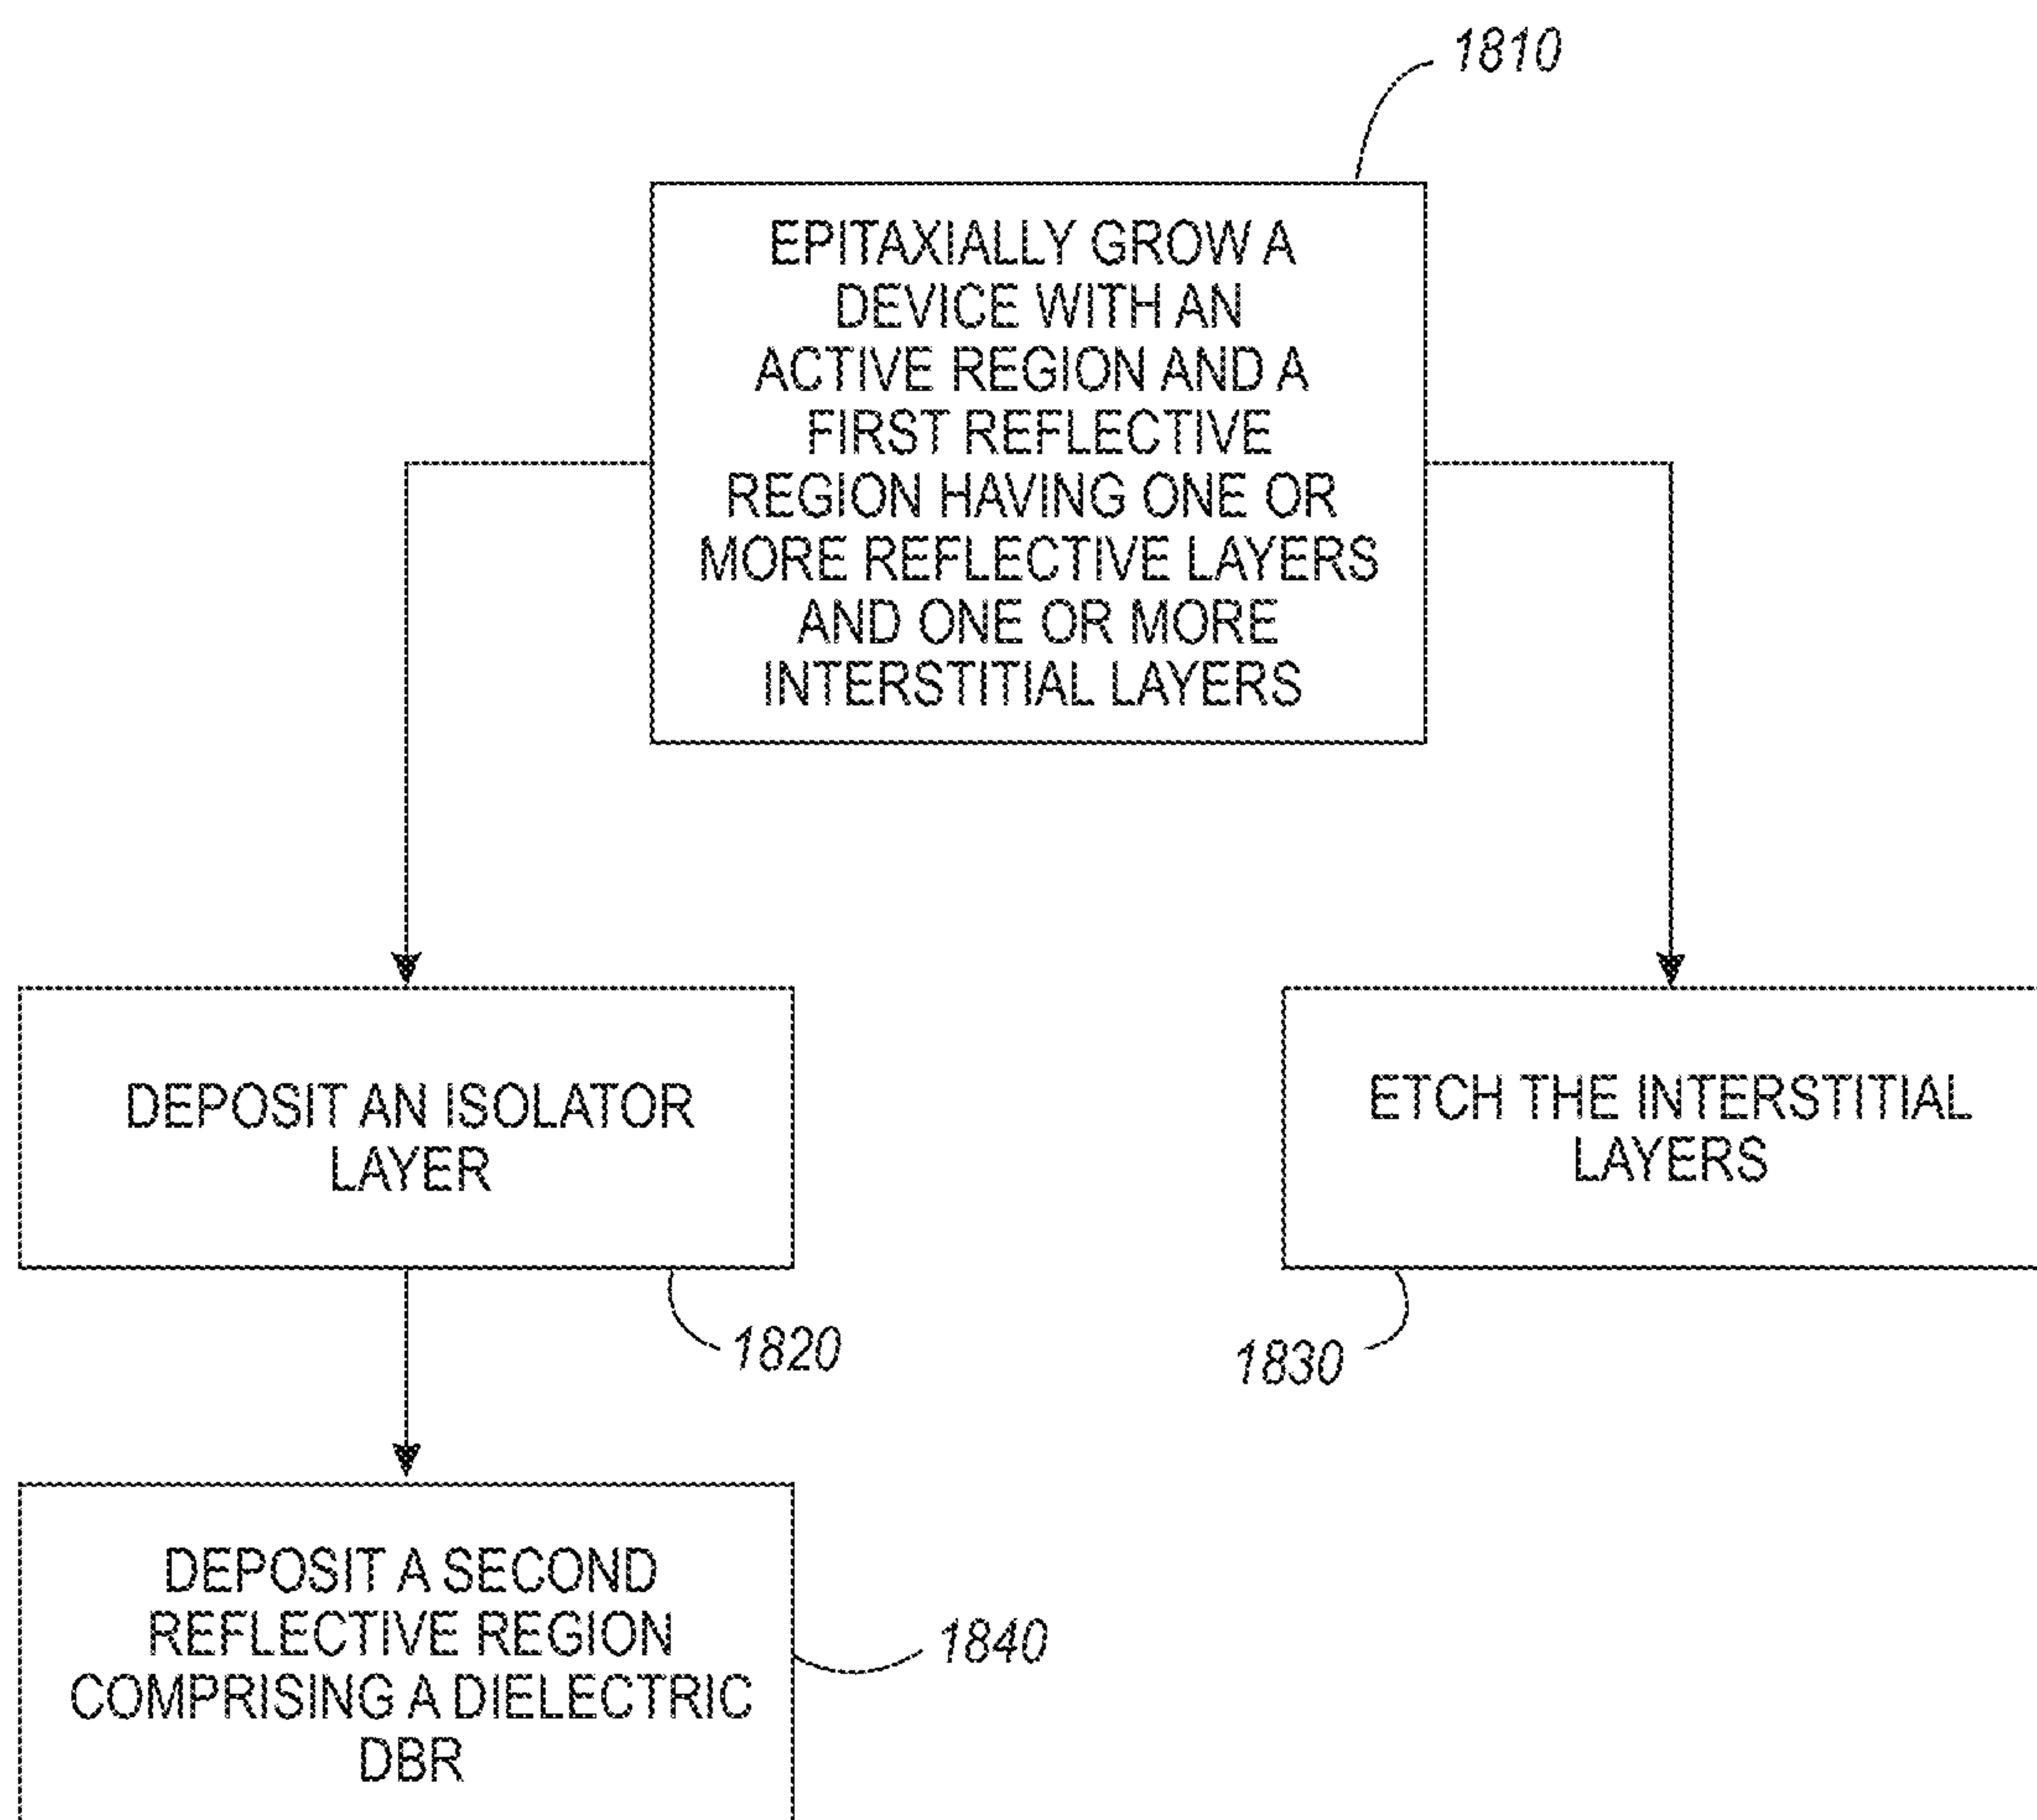 1810
EPITAXIALLY GROW A
DEVICE WITH AN
ACTIVE REGION AND A
FIRST REFLECTIVE
REGION HAVING ONE OR
MORE REFLECTIVE LAYERS
AND ONE OR MORE
INTERSTITIAL LAYERS
DEPOSIT AN ISOLATOR
LAYER
1820
ETCH THE INTERSTITIAL
LAYERS
1830
DEPOSIT A SECOND
REFLECTIVE REGION
COMPRISING A DIELECTRIC
DBR
1840